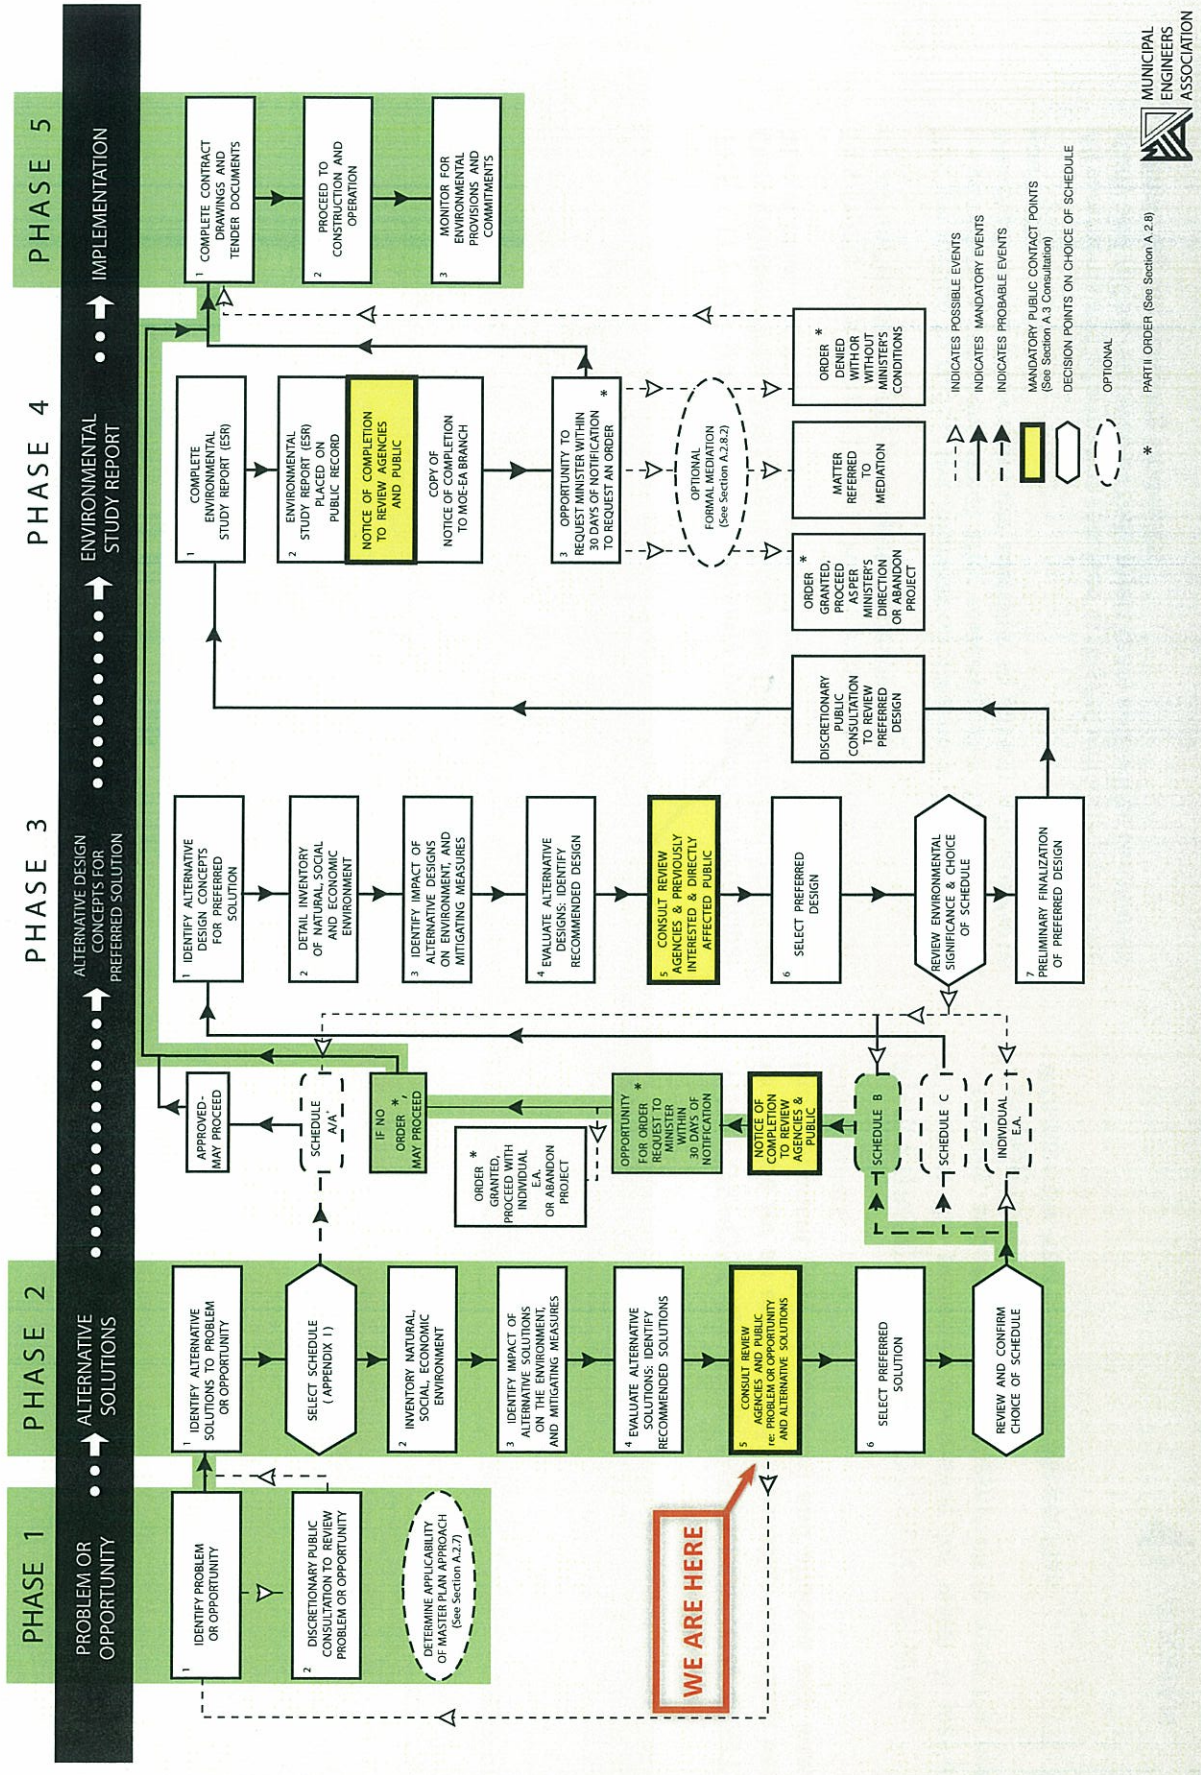 PHASE 1
PROBLEM OR
OPPORTUNITY
1 IDENTIFY PROBLEM
OR OPPORTUNITY
2 DISCRETIONARY PUBLIC
CONSULTATION TO REVIEW
PROBLEM OR OPPORTUNITY
DETERMINE APPLICABILITY
OF MASTER PLAN APPROACH
(See Section A.2.7)
WE ARE HERE
PHASE 2
ALTERNATIVE
SOLUTIONS
1 IDENTIFY ALTERNATIVE
SOLUTIONS TO PROBLEM
OR OPPORTUNITY
SELECT SCHEDULE
( APPENDIX I )
2 INVENTORY NATURAL,
SOCIAL, ECONOMIC
ENVIRONMENT
3 IDENTIFY IMPACT OF
ALTERNATIVE SOLUTIONS
ON THE ENVIRONMENT,
AND MITIGATING MEASURES
4 EVALUATE ALTERNATIVE
SOLUTIONS: IDENTIFY
RECOMMENDED SOLUTIONS
5 CONSULT REVIEW
AGENCIES AND PUBLIC
re: PROBLEM OR OPPORTUNITY
AND ALTERNATIVE SOLUTIONS
6 SELECT PREFERRED
SOLUTION
REVIEW AND CONFIRM
CHOICE OF SCHEDULE
APPROVED-
MAY PROCEED
SCHEDULE
A/A+
IF NO
ORDER *,
MAY PROCEED
ORDER *
GRANTED,
PROCEED WITH
INDIVIDUAL
E.A.
OR ABANDON
PROJECT
OPPORTUNITY *
FOR ORDER
REQUEST TO
MINISTER
WITHIN
30 DAYS OF
NOTIFICATION
NOTICE OF
COMPLETION
TO REVIEW
AGENCIES &
PUBLIC
SCHEDULE B
SCHEDULE C
INDIVIDUAL
E.A.
PHASE 3
ALTERNATIVE DESIGN
CONCEPTS FOR
PREFERRED SOLUTION
1 IDENTIFY ALTERNATIVE
DESIGN CONCEPTS
FOR PREFERRED
SOLUTION
2 DETAIL INVENTORY
OF NATURAL, SOCIAL
AND ECONOMIC
ENVIRONMENT
3 IDENTIFY IMPACT OF
ALTERNATIVE DESIGNS
ON ENVIRONMENT, AND
MITIGATING MEASURES
4 EVALUATE ALTERNATIVE
DESIGNS: IDENTIFY
RECOMMENDED DESIGN
5 CONSULT REVIEW
AGENCIES & PREVIOUSLY
INTERESTED & DIRECTLY
AFFECTED PUBLIC
6 SELECT PREFERRED
DESIGN
REVIEW ENVIRONMENTAL
SIGNIFICANCE & CHOICE
OF SCHEDULE
7 PRELIMINARY FINALIZATION
OF PREFERRED DESIGN
DISCRETIONARY
PUBLIC
CONSULTATION
TO REVIEW
PREFERRED
DESIGN
PHASE 4
ENVIRONMENTAL
STUDY REPORT
1 COMPLETE
ENVIRONMENTAL
STUDY REPORT (ESR)
2 ENVIRONMENTAL
STUDY REPORT (ESR)
PLACED ON
PUBLIC RECORD
NOTICE OF COMPLETION
TO REVIEW AGENCIES
AND PUBLIC
COPY OF
NOTICE OF COMPLETION
TO MOE-EA BRANCH
3 OPPORTUNITY TO
REQUEST MINISTER WITHIN
30 DAYS OF NOTIFICATION
TO REQUEST AN ORDER *
OPTIONAL
FORMAL MEDIATION
(See Section A.2.8.2)
ORDER *
GRANTED,
PROCEED
AS PER
MINISTER'S
DIRECTION
OR ABANDON
PROJECT
MATTER
REFERRED
TO
MEDIATION
ORDER *
DENIED
WITH OR
WITHOUT
MINISTER'S
CONDITIONS
PHASE 5
IMPLEMENTATION
1 COMPLETE CONTRACT
DRAWINGS AND
TENDER DOCUMENTS
2 PROCEED TO
CONSTRUCTION AND
OPERATION
3 MONITOR FOR
ENVIRONMENTAL
PROVISIONS AND
COMMITMENTS
INDICATES POSSIBLE EVENTS
INDICATES MANDATORY EVENTS
INDICATES PROBABLE EVENTS
MANDATORY PUBLIC CONTACT POINTS
(See Section A.3 Consultation)
DECISION POINTS ON CHOICE OF SCHEDULE
OPTIONAL
* PART II ORDER (See Section A.2.8)
MUNICIPAL
ENGINEERS
ASSOCIATION